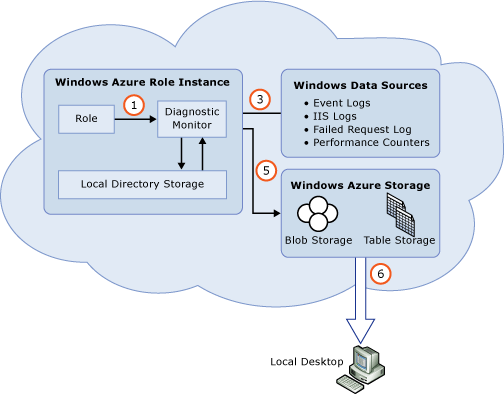 Windows Azure Role Instance
1
Role
Diagnostic
Monitor
Local Directory Storage
3
Windows Data Sources
• Event Logs
• IIS Logs
• Failed Request Log
• Performance Counters
5
Windows Azure Storage
Blob Storage
Table Storage
6
Local Desktop